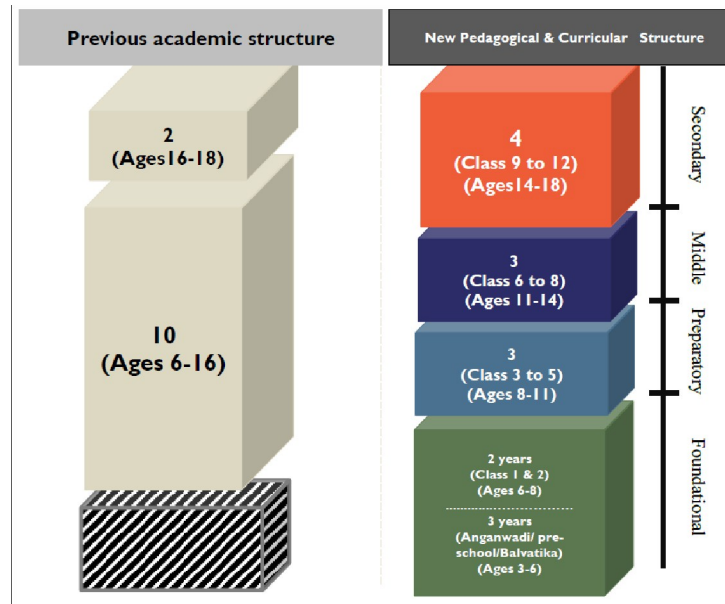 Previous academic structure
New Pedagogical & Curricular Structure
2
(Ages16-18)
10
(Ages 6-16)
4
(Class 9 to 12)
(Ages14-18)
3
(Class 6 to 8)
(Ages 11-14)
3
(Class 3 to 5)
(Ages 8-11)
2 years
(Class 1 & 2)
(Ages 6-8)
3 years
(Anganwadi/ pre-
school/Balvatika)
(Ages 3-6)
Secondary
Middle
Preparatory
Foundational